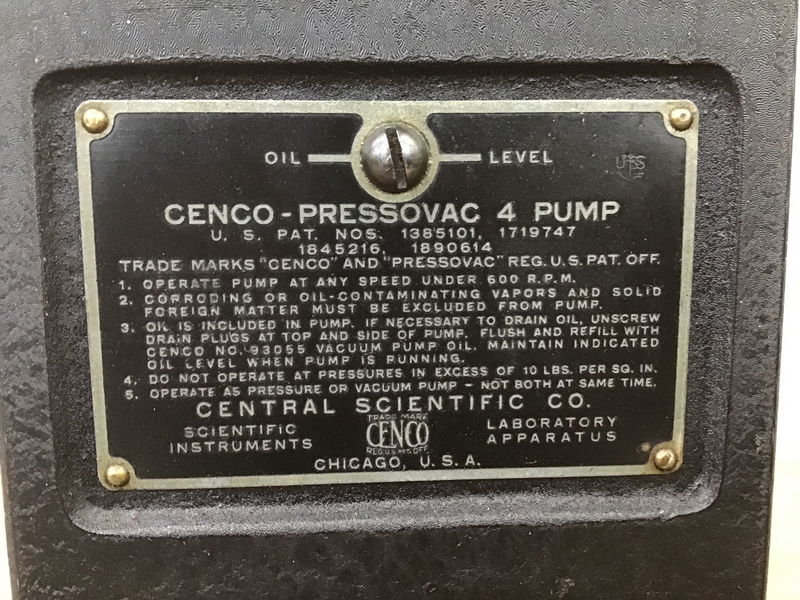 OIL LEVEL
CENCO-PRESSOVAC 4 PUMP
U. S. PAT. NOS. 1385101, 1719747
1845216, 1890614
TRADE MARKS "CENCO" AND "PRESSOVAC" REG. U.S. PAT. OFF.
1. OPERATE PUMP AT ANY SPEED UNDER 600 R.P.M.
2. CORRODING OR OIL-CONTAMINATING VAPORS AND SOLID
FOREIGN MATTER MUST BE EXCLUDED FROM PUMP.
3. OIL IS INCLUDED IN PUMP. IF NECESSARY TO DRAIN OIL, UNSCREW
DRAIN PLUGS AT TOP AND SIDE OF PUMP. FLUSH AND REFILL WITH
CENCO NO. 93055 VACUUM PUMP OIL. MAINTAIN INDICATED
OIL LEVEL WHEN PUMP IS RUNNING.
4. DO NOT OPERATE AT PRESSURES IN EXCESS OF 10 LBS. PER SQ. IN.
5. OPERATE AS PRESSURE OR VACUUM PUMP - NOT BOTH AT SAME TIME.
CENTRAL SCIENTIFIC CO.
SCIENTIFIC
INSTRUMENTS
TRADE MARK
CENCO
REG. U.S. PAT. OFF.
LABORATORY
APPARATUS
CHICAGO, U.S.A.